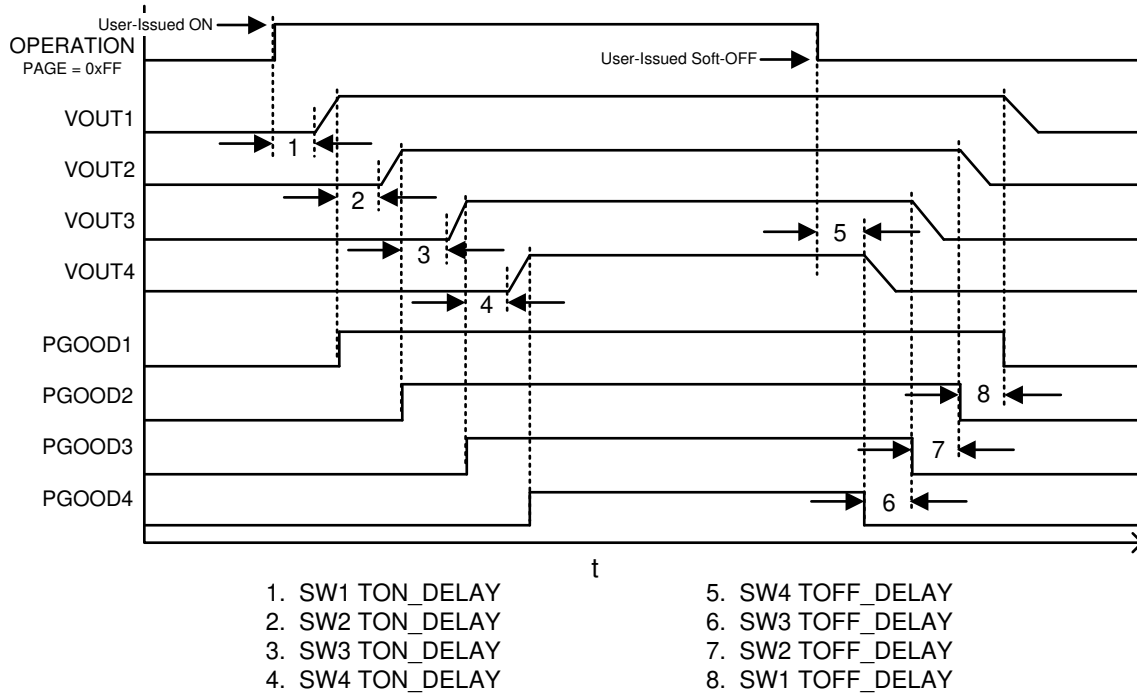 User-Issued ON
OPERATION
PAGE = 0xFF
User-Issued Soft-OFF
VOUT1
1
VOUT2
2
VOUT3
5
3
VOUT4
4
PGOOD1
PGOOD2
8
PGOOD3
7
PGOOD4
6
t
1. SW1 TON_DELAY
2. SW2 TON_DELAY
3. SW3 TON_DELAY
4. SW4 TON_DELAY
5. SW4 TOFF_DELAY
6. SW3 TOFF_DELAY
7. SW2 TOFF_DELAY
8. SW1 TOFF_DELAY